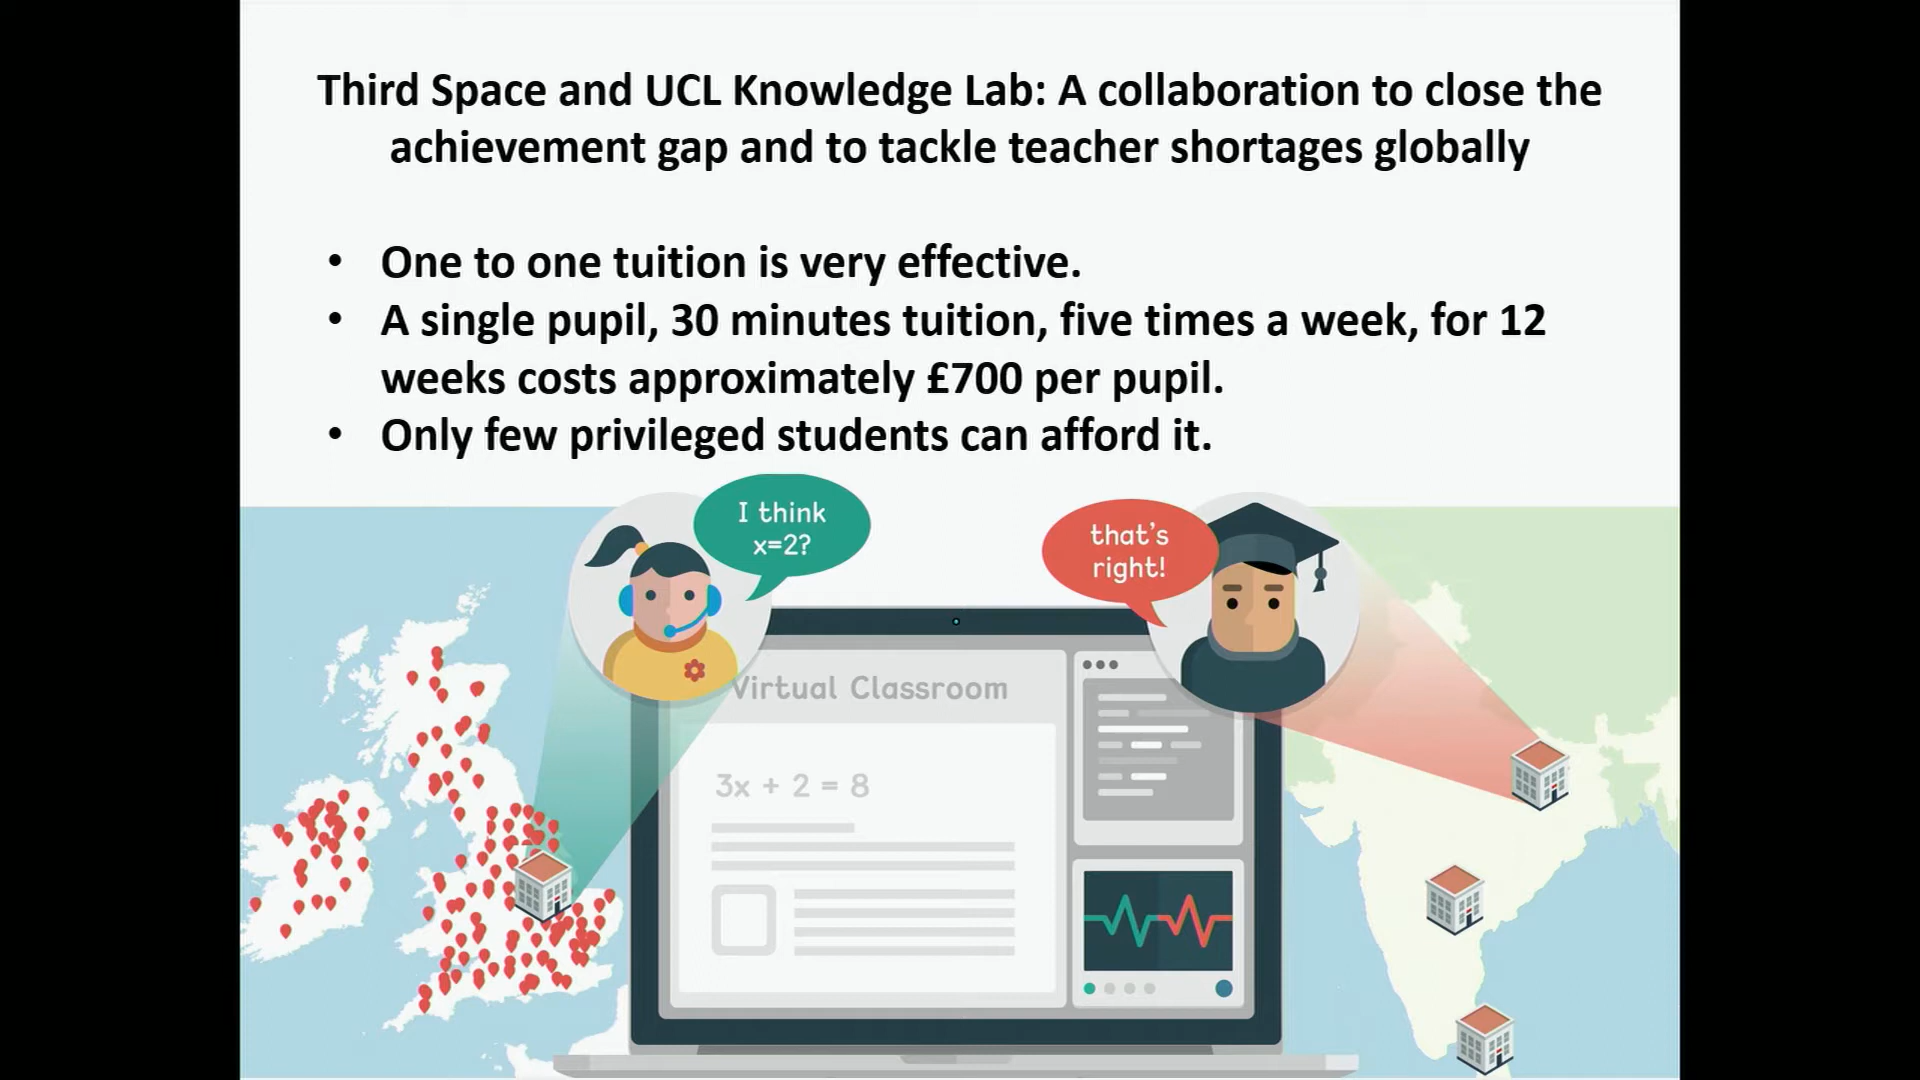 Third Space and UCL Knowledge Lab: A collaboration to close the
achievement gap and to tackle teacher shortages globally
• One to one tuition is very effective.
• A single pupil, 30 minutes tuition, five times a week, for 12
weeks costs approximately £700 per pupil.
• Only few privileged students can afford it.
I think
x=2?
that's
right!
Virtual Classroom
3x + 2 = 8